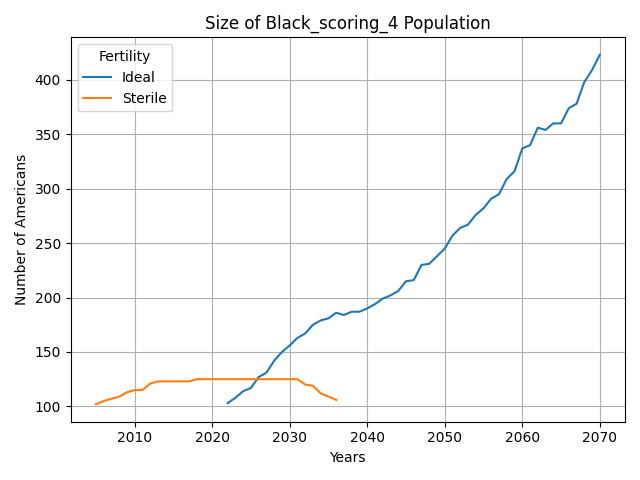 Size of Black_scoring_4 Population
Fertility
Ideal
Sterile
Number of Americans
400
350
300
250
200
150
100
2010 2020 2030 2040 2050 2060 2070
Years